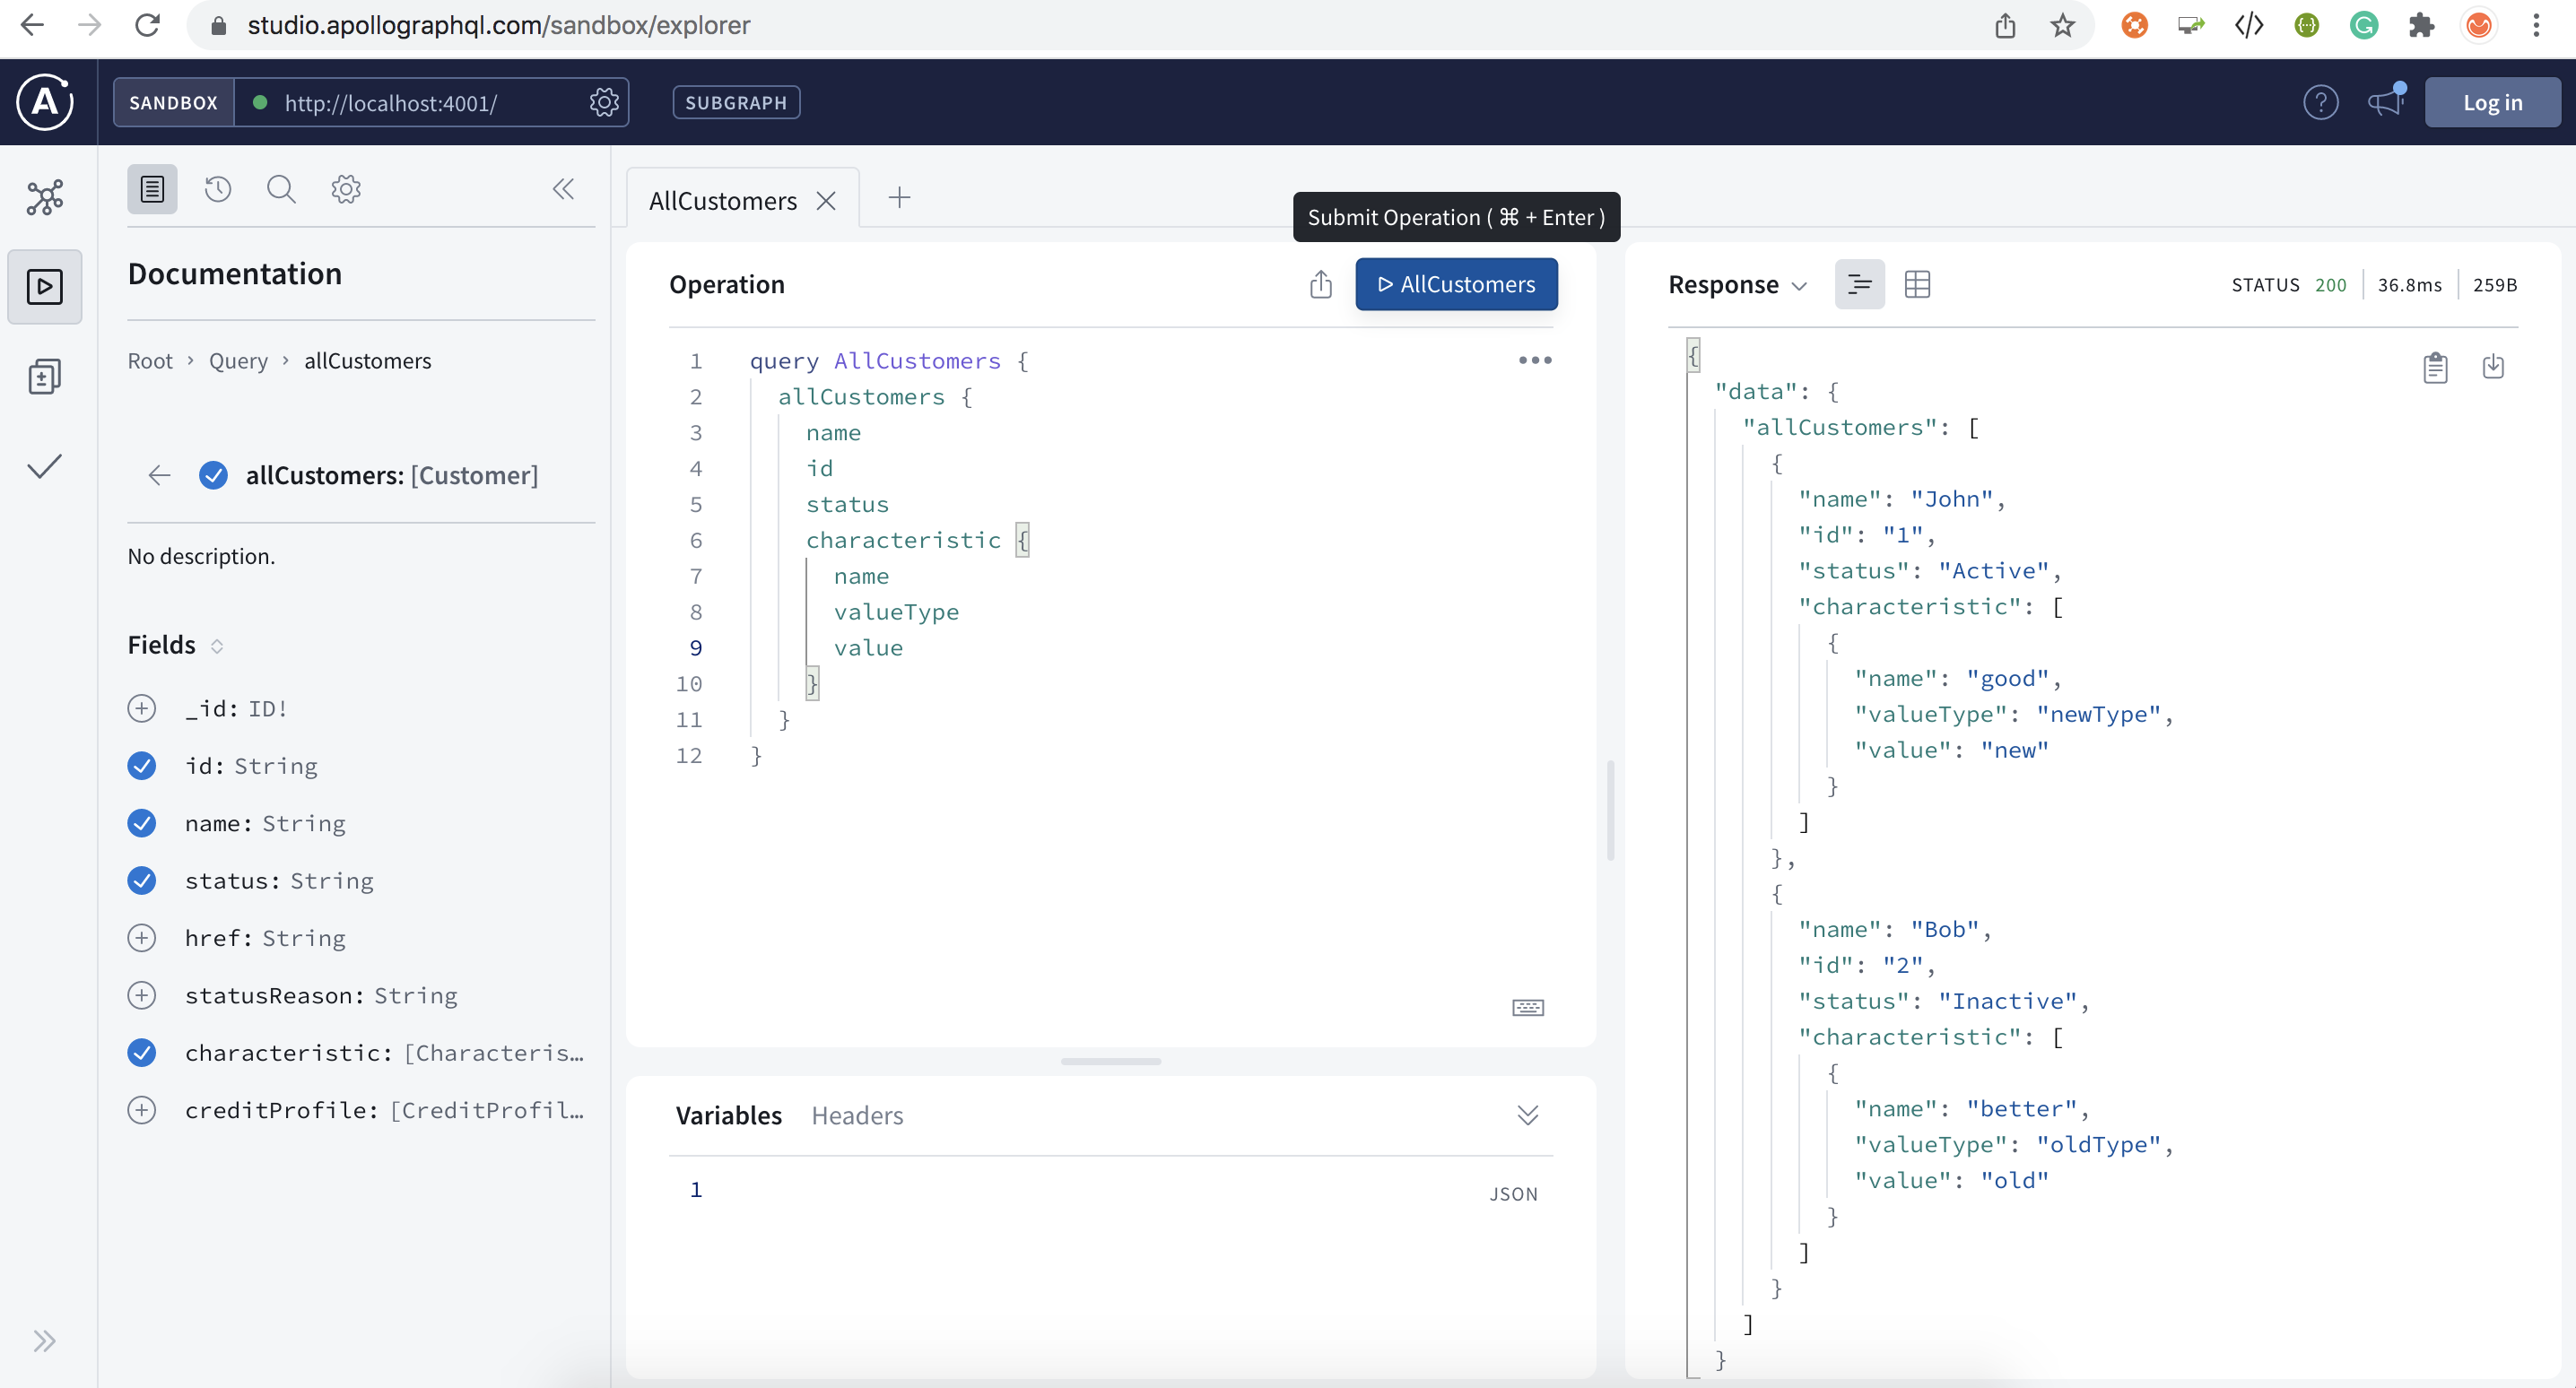 studio.apollographql.com/sandbox/explorer
SANDBOX
http://localhost:4001/
SUBGRAPH
Log in
Documentation
Root › Query › allCustomers
allCustomers: [Customer]
No description.
Fields
_id: ID!
id: String
name: String
status: String
href: String
statusReason: String
characteristic: [Characteris…
creditProfile: [CreditProfil…
AllCustomers
Submit Operation ( ⌘ + Enter )
Operation
AllCustomers
1 query AllCustomers {
2 allCustomers {
3 name
4 id
5 status
6 characteristic {
7 name
8 valueType
9 value
10 }
11 }
12 }
Variables Headers
1
JSON
Response
STATUS 200 36.8ms 259B
{
"data": {
"allCustomers": [
{
"name": "John",
"id": "1",
"status": "Active",
"characteristic": [
{
"name": "good",
"valueType": "newType",
"value": "new"
}
]
},
{
"name": "Bob",
"id": "2",
"status": "Inactive",
"characteristic": [
{
"name": "better",
"valueType": "oldType",
"value": "old"
}
]
}
]
}